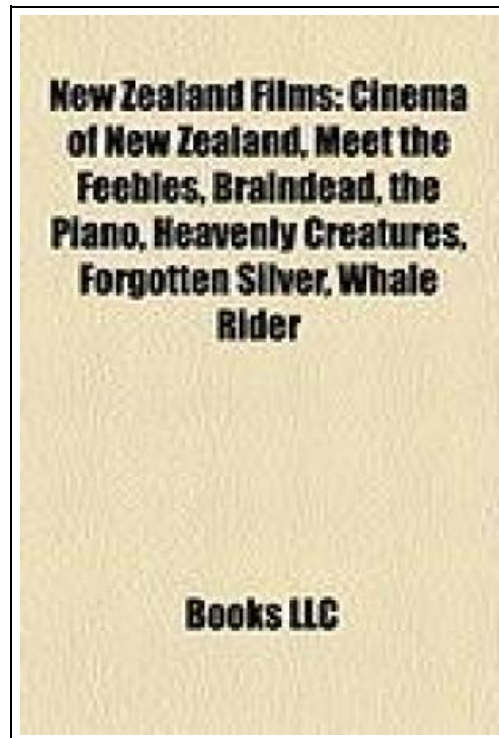 New Zealand Films: Cinema
of New Zealand, Meet the
Feebles, Braindead, the
Piano, Heavenly Creatures,
Forgotten Silver, Whale
Rider
Books LLC